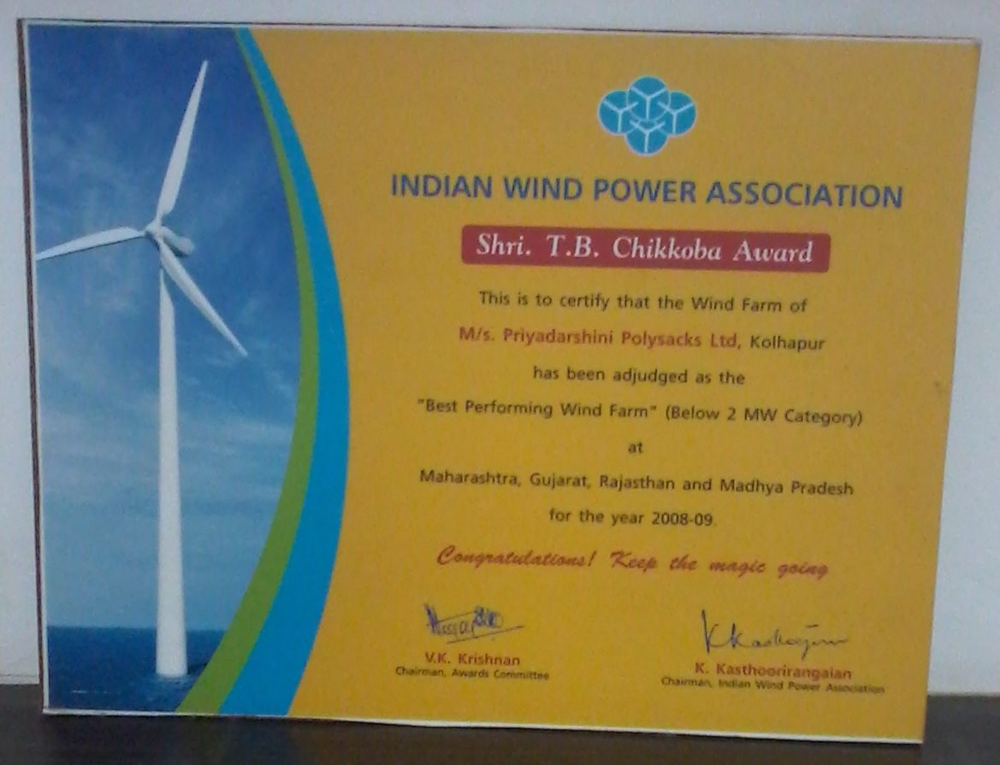 INDIAN WIND POWER ASSOCIATION
Shri. T.B. Chikkoba Award
This is to certify that the Wind Farm of
M/s. Priyadarshini Polysacks Ltd, Kolhapur
has been adjudged as the
"Best Performing Wind Farm" (Below 2 MW Category)
at
Maharashtra, Gujarat, Rajasthan and Madhya Pradesh
for the year 2008-09.
Congratulations! Keep the magic going
V.K. Krishnan
Chairman, Awards Committee
K. Kasthoorirangaian
Chairman, Indian Wind Power Association